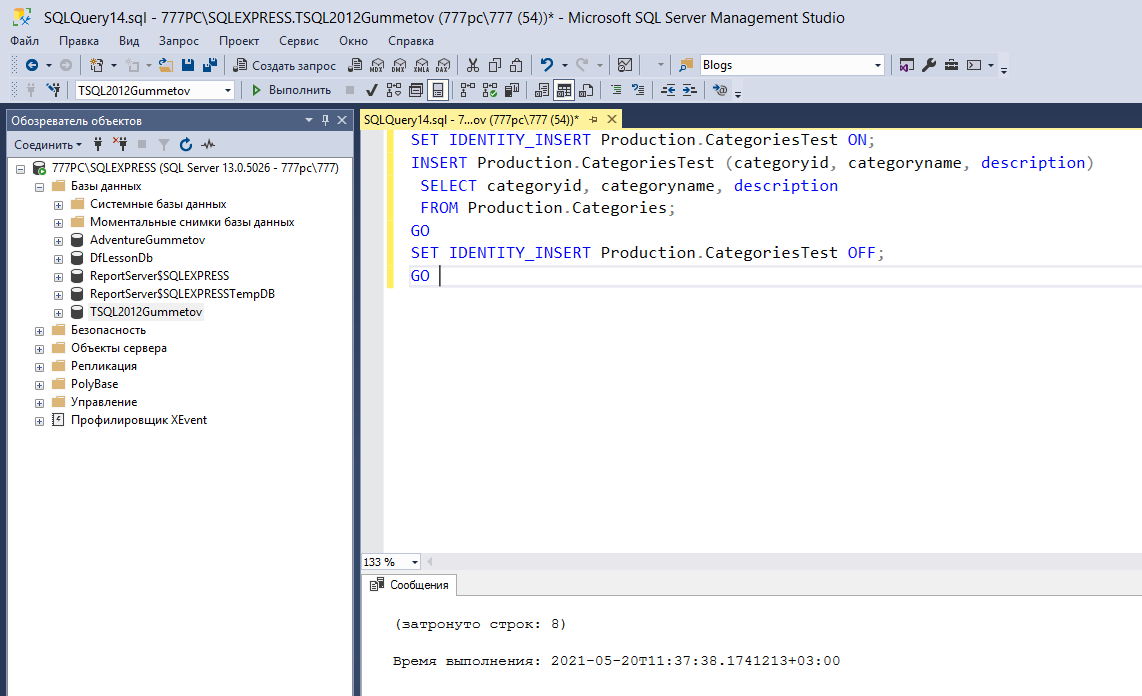 SQLQuery14.sql - 777PC\SQLEXPRESS.TSQL2012Gummetov (777pc\777 (54))* - Microsoft SQL Server Management Studio
Файл Правка Вид Запрос Проект Сервис Окно Справка
Создать запрос MDX DMX XMLA DAX Blogs
TSQL2012Gummetov Выполнить
Обозреватель объектов
Соединить
777PC\SQLEXPRESS (SQL Server 13.0.5026 - 777pc\777)
Базы данных
Системные базы данных
Моментальные снимки базы данных
AdventureGummetov
DfLessonDb
ReportServer$SQLEXPRESS
ReportServer$SQLEXPRESSTempDB
TSQL2012Gummetov
Безопасность
Объекты сервера
Репликация
PolyBase
Управление
Профилировщик XEvent
SQLQuery14.sql - 7...ov (777pc\777 (54))*
SET IDENTITY_INSERT Production.CategoriesTest ON;
INSERT Production.CategoriesTest (categoryid, categoryname, description)
SELECT categoryid, categoryname, description
FROM Production.Categories;
GO
SET IDENTITY_INSERT Production.CategoriesTest OFF;
GO
133 %
Сообщения
(затронуто строк: 8)
Время выполнения: 2021-05-20T11:37:38.1741213+03:00